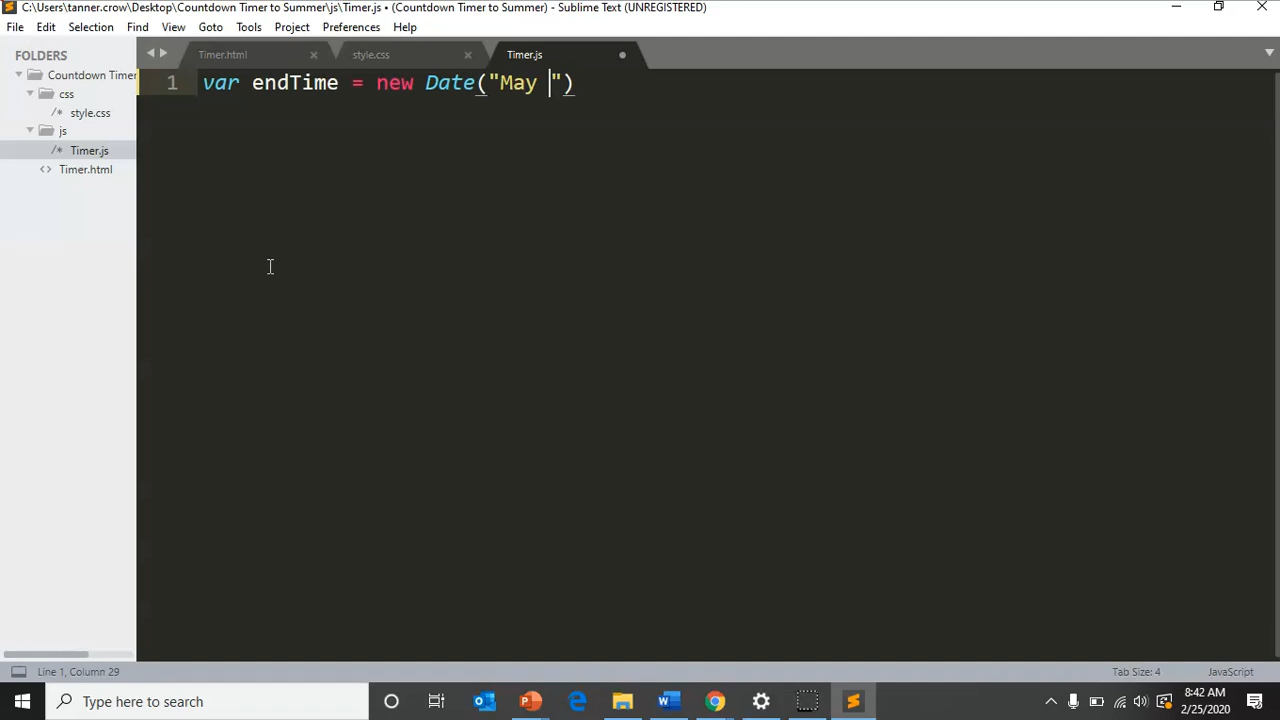 C:\Users\tanner.crow\Desktop\Countdown Timer to Summer\js\Timer.js • (Countdown Timer to Summer) - Sublime Text (UNREGISTERED)
File Edit Selection Find View Goto Tools Project Preferences Help
FOLDERS
Countdown Timer
css
/* style.css
js
/* Timer.js
<> Timer.html
Timer.html style.css Timer.js
1 var endTime = new Date("May ")
Line 1, Column 29 Tab Size: 4 JavaScript
Type here to search
8:42 AM
2/25/2020